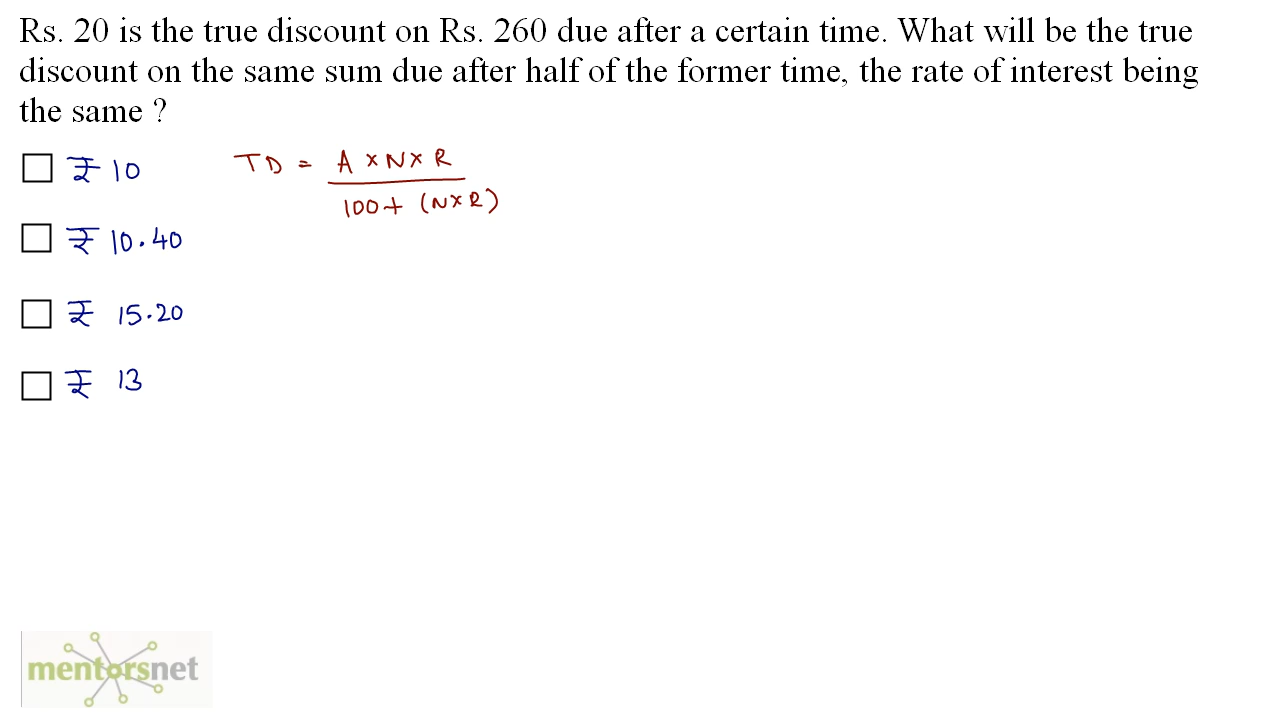 Rs. 20 is the true discount on Rs. 260 due after a certain time. What will be the true
discount on the same sum due after half of the former time, the rate of interest being
the same ?
₹ 10
TD = A × N × R
100 + (N × R)
₹ 10.40
₹ 15.20
₹ 13
mentorsnet